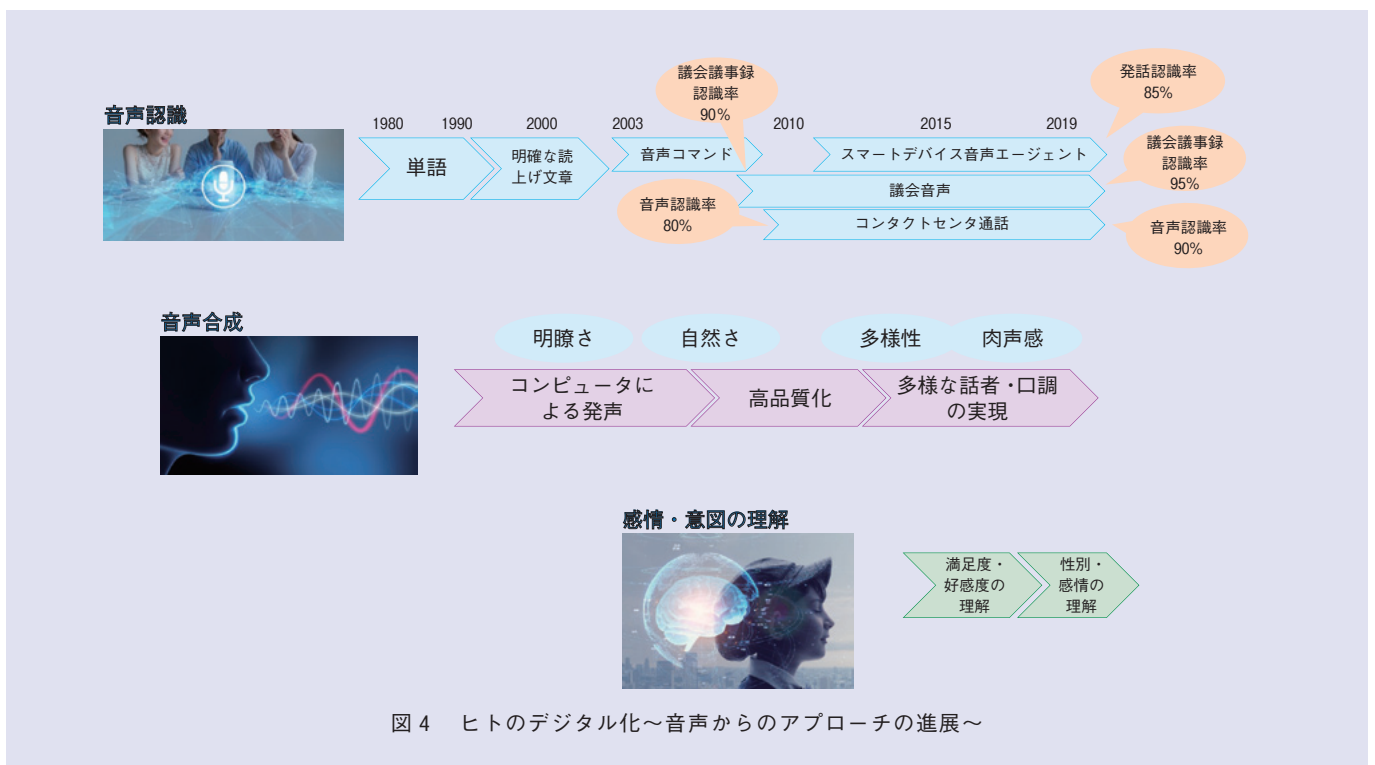 音声認識
1980
1990
2000
2003
2010
2015
2019
単語
明確な読
上げ文章
音声コマンド
スマートデバイス音声エージェント
議会音声
コンタクトセンタ通話
議会議事録
認識率
90%
音声認識率
80%
発話認識率
85%
議会議事録
認識率
95%
音声認識率
90%
音声合成
明瞭さ
自然さ
多様性
肉声感
コンピュータに
よる発声
高品質化
多様な話者・口調
の実現
感情・意図の理解
満足度・
好感度の
理解
性別・
感情の
理解
図4 ヒトのデジタル化～音声からのアプローチの進展～